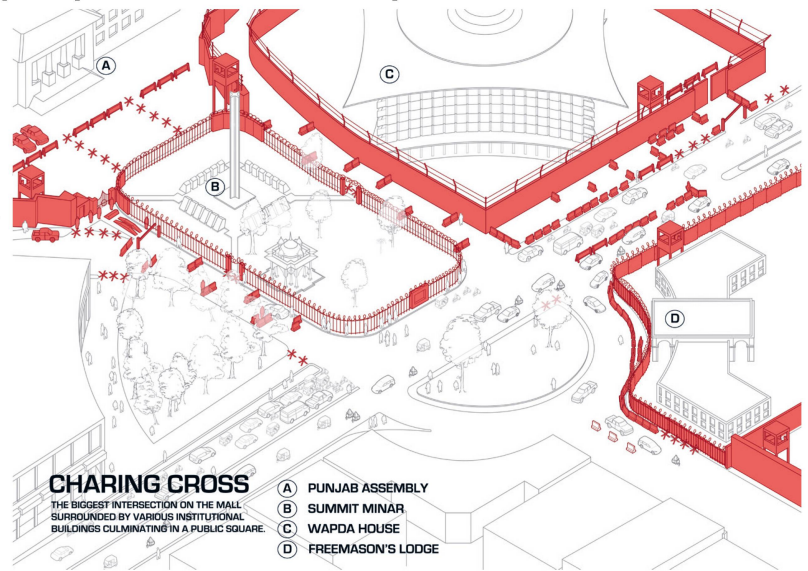 A
C
B
D
CHARING CROSS
THE BIGGEST INTERSECTION ON THE MALL
SURROUNDED BY VARIOUS INSTITUTIONAL
BUILDINGS CULMINATING IN A PUBLIC SQUARE.
A PUNJAB ASSEMBLY
B SUMMIT MINAR
C WAPDA HOUSE
D FREEMASON'S LODGE